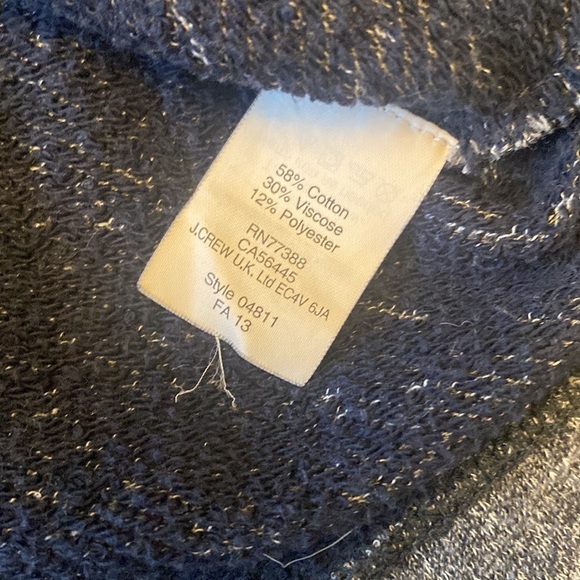 58% Cotton
30% Viscose
12% Polyester
RN77388
CA56445
J.CREW U.K. Ltd EC4V 6JA
Style 04811
FA 13